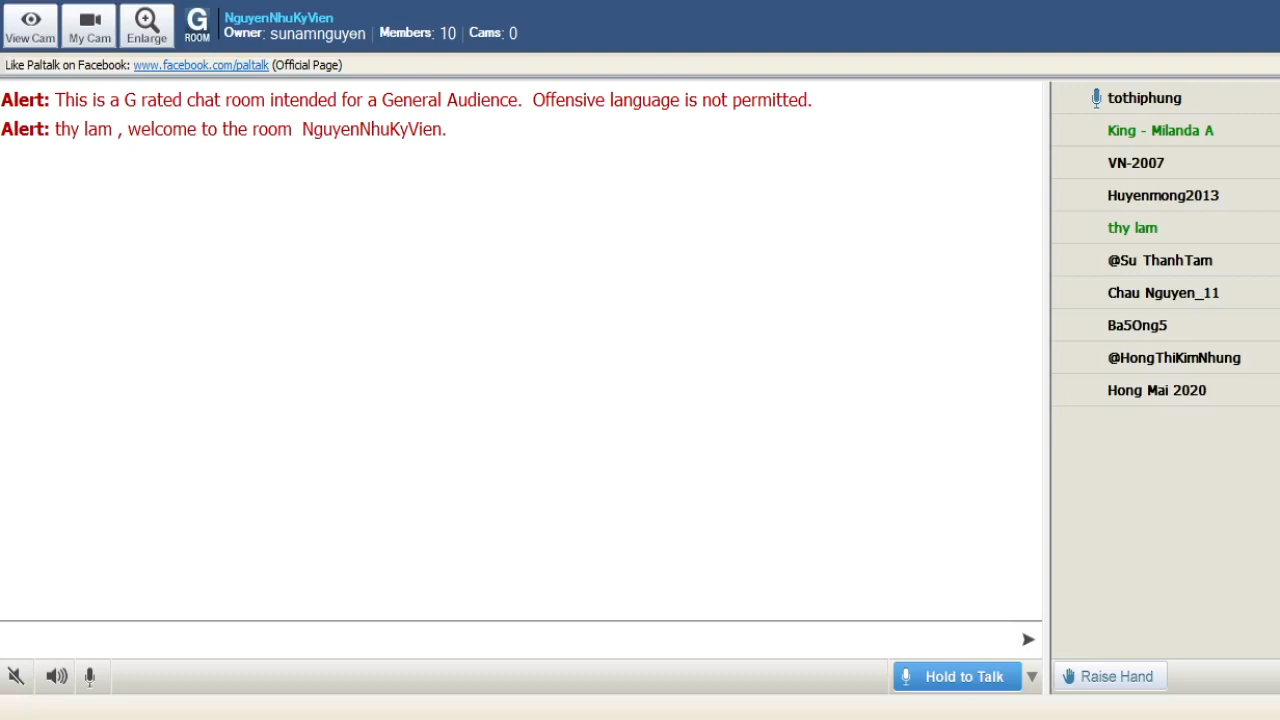 View Cam
My Cam
Enlarge
G
ROOM
NguyenNhuKyVien
Owner: sunamnguyen | Members: 10 | Cams: 0
Like Paltalk on Facebook: www.facebook.com/paltalk (Official Page)
Alert: This is a G rated chat room intended for a General Audience.  Offensive language is not permitted.
Alert: thy lam , welcome to the room  NguyenNhuKyVien.
tothiphung
King - Milanda A
VN-2007
Huyenmong2013
thy lam
@Su ThanhTam
Chau Nguyen_11
Ba5Ong5
@HongThiKimNhung
Hong Mai 2020
Hold to Talk
Raise Hand